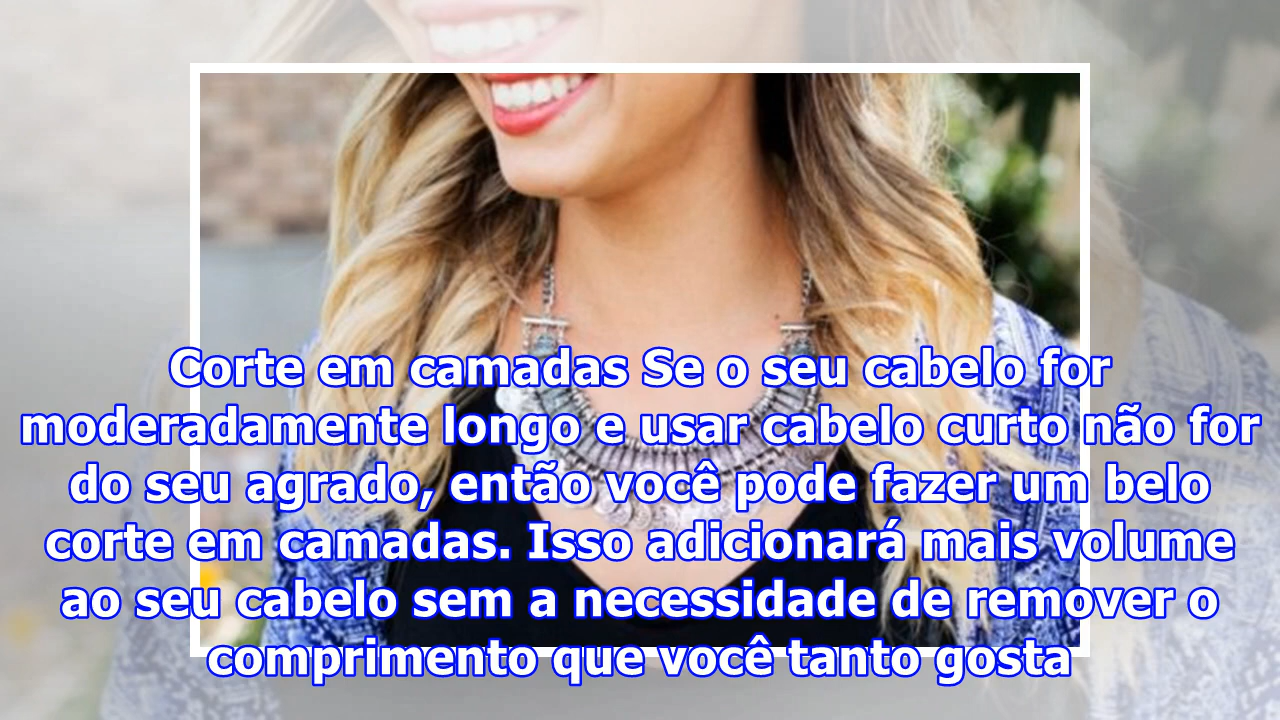 Corte em camadas Se o seu cabelo for
moderadamente longo e usar cabelo curto não for
do seu agrado, então você pode fazer um belo
corte em camadas. Isso adicionará mais volume
ao seu cabelo sem a necessidade de remover o
comprimento que você tanto gosta